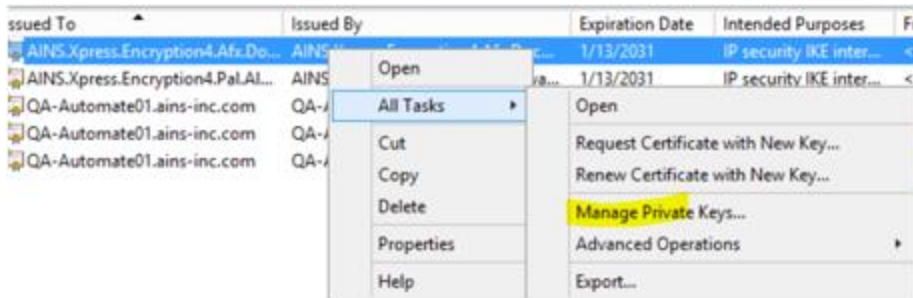 ssued To Issued By Expiration Date Intended Purposes F
AINS.Xpress.Encryption4.Afx.Do... 1/13/2031 IP security IKE inter...
AINS.Xpress.Encryption4.Pal.Al... AINS 1/13/2031 IP security IKE inter...
QA-Automate01.ains-inc.com QA-
QA-Automate01.ains-inc.com QA-
QA-Automate01.ains-inc.com QA-
Open
All Tasks
Cut
Copy
Delete
Properties
Help
Open
Request Certificate with New Key...
Renew Certificate with New Key...
Manage Private Keys...
Advanced Operations
Export...